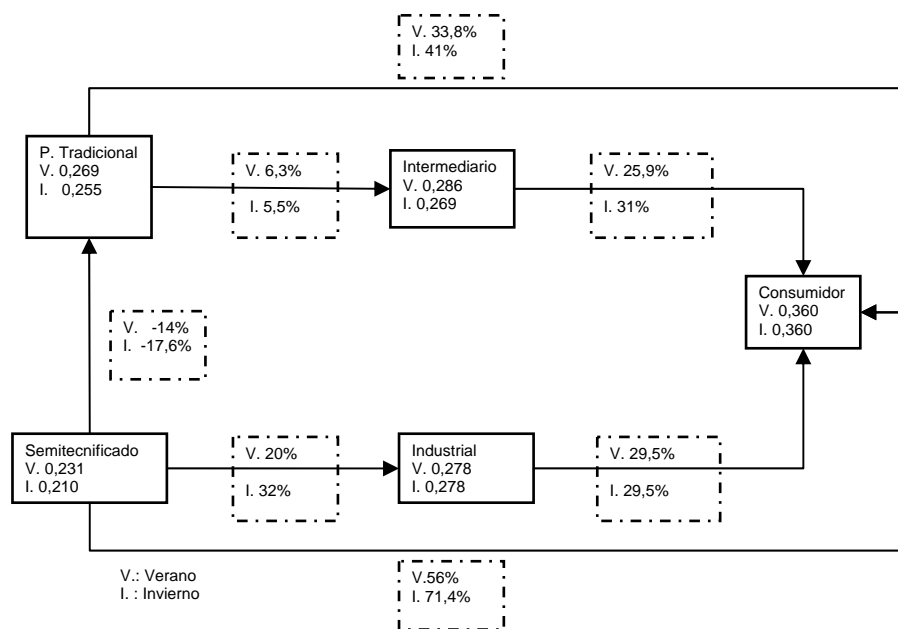 V. 33,8%
I. 41%
P. Tradicional
V. 0,269
I. 0,255
V. 6,3%
I. 5,5%
Intermediario
V. 0,286
I. 0,269
V. 25,9%
I. 31%
Consumidor
V. 0,360
I. 0,360
V. -14%
I. -17,6%
Semitecnificado
V. 0,231
I. 0,210
V. 20%
I. 32%
Industrial
V. 0,278
I. 0,278
V. 29,5%
I. 29,5%
V.: Verano
I. : Invierno
V.56%
I. 71,4%